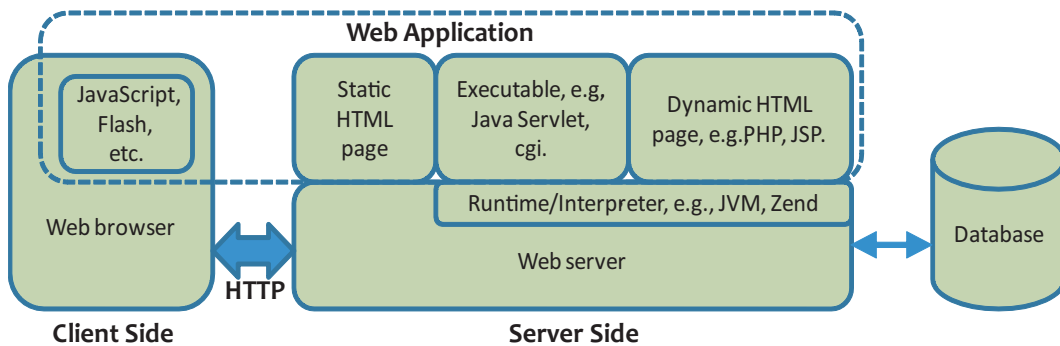 Web Application
JavaScript,
Flash,
etc.
Web browser
Static
HTML
page
Executable, e.g,
Java Servlet,
cgi.
Dynamic HTML
page, e.g.,PHP, JSP.
Runtime/Interpreter, e.g., JVM, Zend
Web server
HTTP
Database
Client Side
Server Side